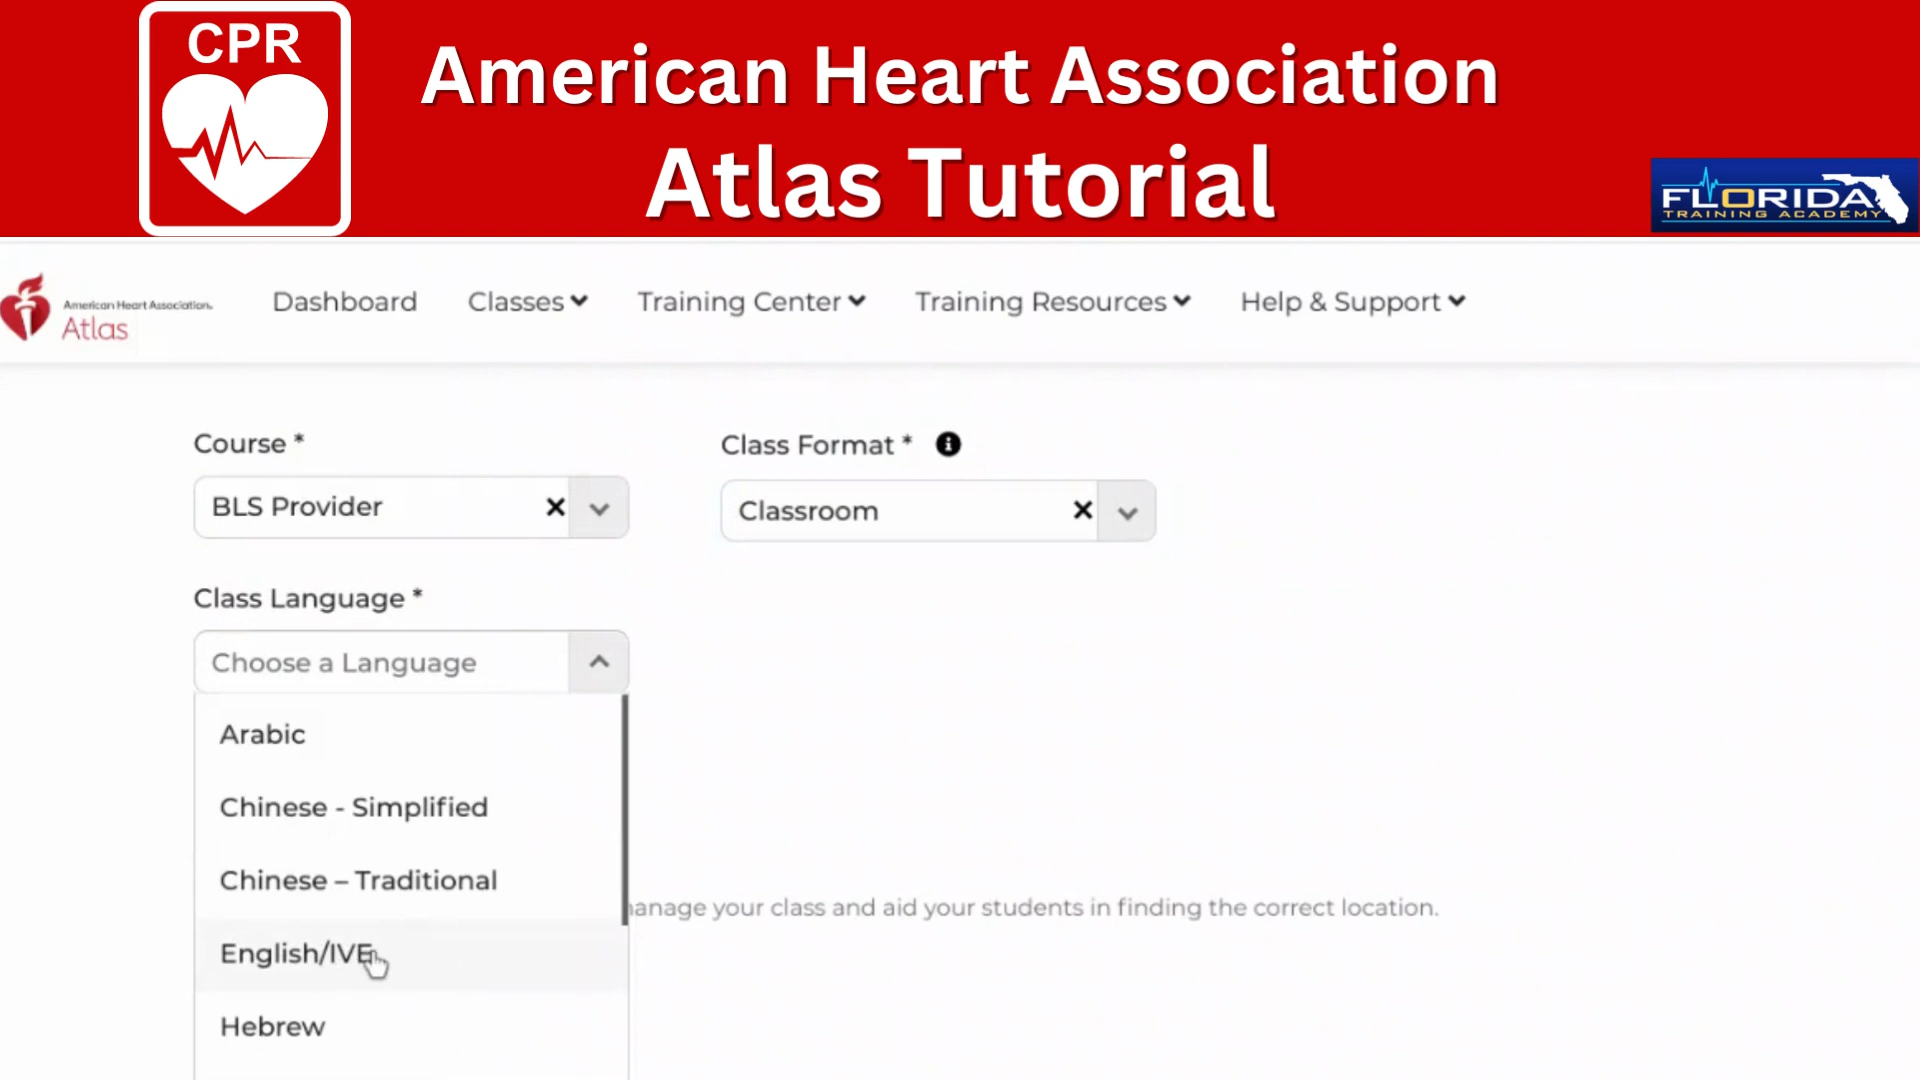 CPR
American Heart Association
Atlas Tutorial
FLORIDA
TRAINING ACADEMY
American Heart Association.
Atlas
Dashboard Classes Training Center Training Resources Help & Support
Course * Class Format *
BLS Provider Classroom
Class Language *
Choose a Language
Arabic
Chinese - Simplified
Chinese – Traditional
anage your class and aid your students in finding the correct location.
English/IVE
Hebrew